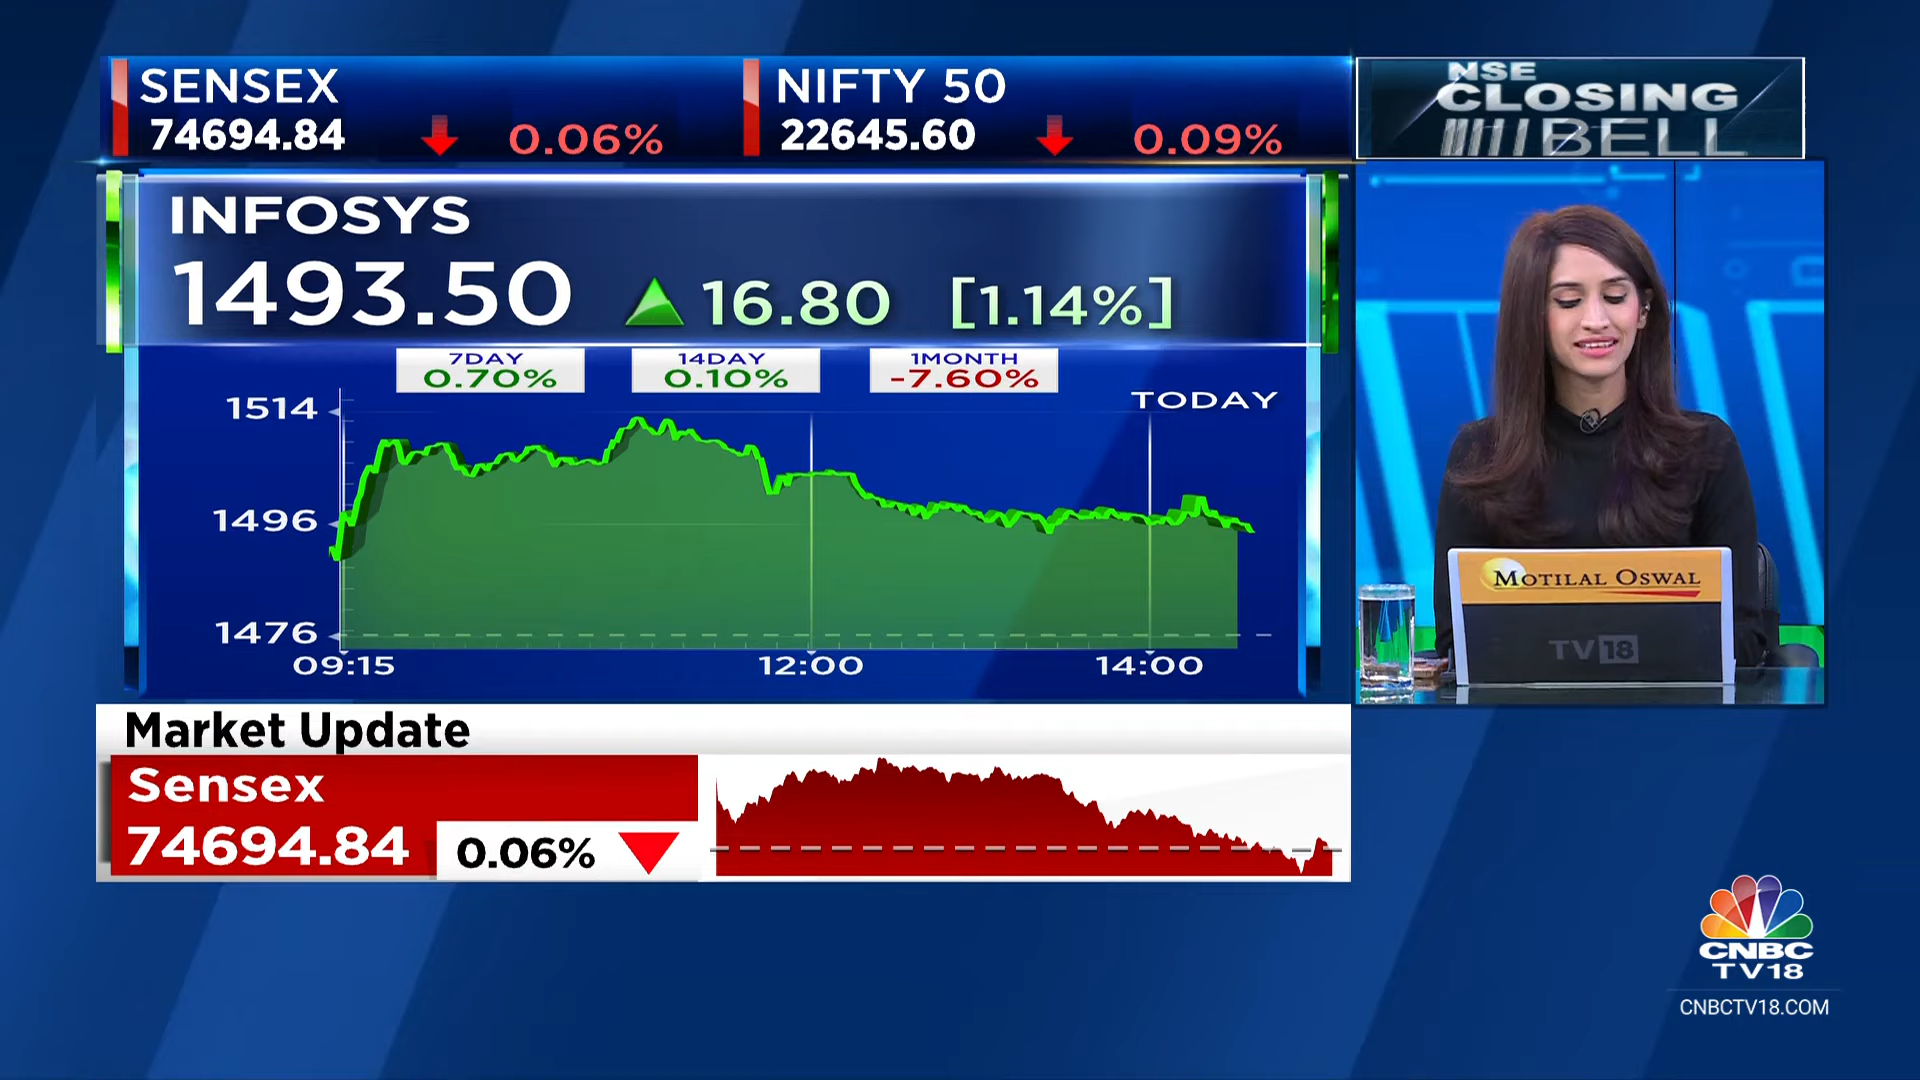 SENSEX
74694.84 0.06%
NIFTY 50
22645.60 0.09%
NSE
CLOSING
BELL
INFOSYS
1493.50 16.80 [1.14%]
7DAY
0.70%
14DAY
0.10%
1MONTH
-7.60%
TODAY
1514
1496
1476
09:15 12:00 14:00
MOTILAL OSWAL
TV18
Market Update
Sensex
74694.84 0.06%
CNBC
TV18
CNBCTV18.COM